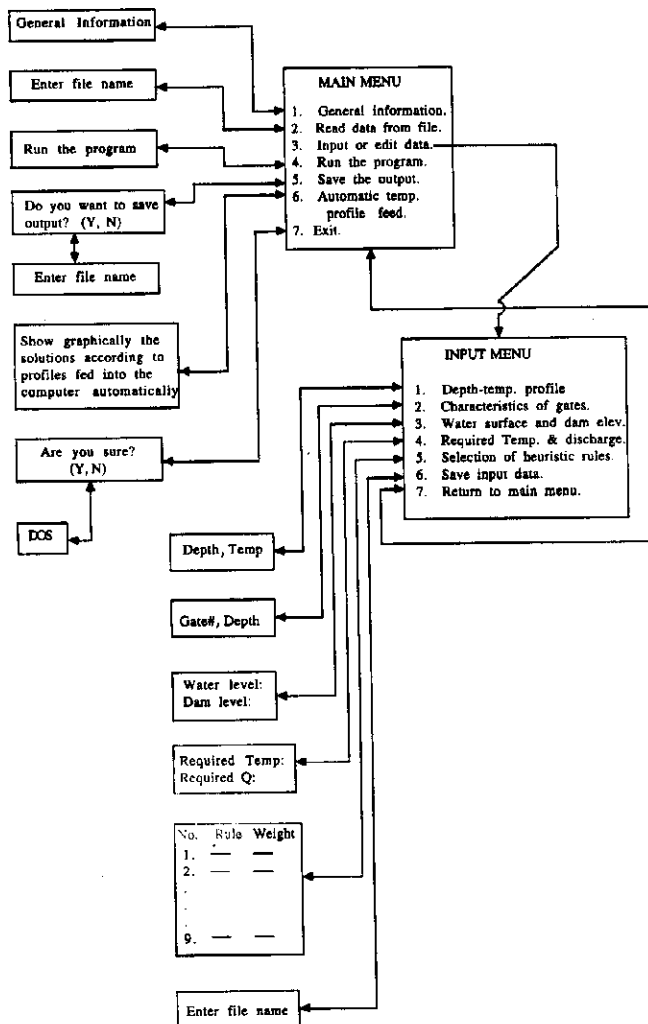 General Information
Enter file name
Run the program
Do you want to save
output? (Y, N)
Enter file name
Show graphically the
solutions according to
profiles fed into the
computer automatically
Are you sure?
(Y, N)
DOS
MAIN MENU
1. General information.
2. Read data from file.
3. Input or edit data.
4. Run the program.
5. Save the output.
6. Automatic temp.
profile feed.
7. Exit.
INPUT MENU
1. Depth-temp. profile
2. Characteristics of gates.
3. Water surface and dam elev.
4. Required Temp. & discharge.
5. Selection of heuristic rules.
6. Save input data.
7. Return to main menu.
Depth, Temp
Gate#, Depth
Water level:
Dam level:
Required Temp:
Required Q:
No. Rule Weight
1. — —
2. — —
.
.
.
9. — —
Enter file name